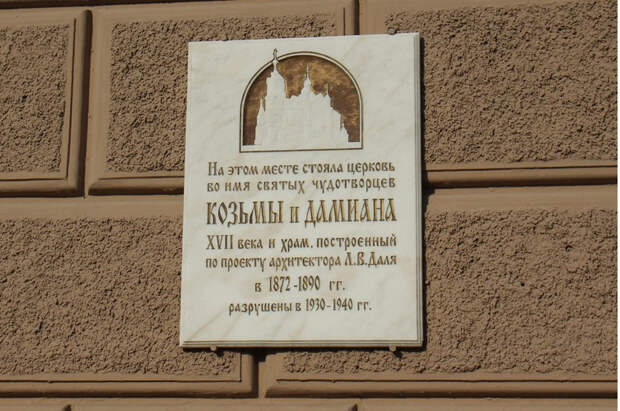 На этом месте стояла церковь
во имя святых чудотворцев
КОЗЬМЫ и ДАМИАНА
XVII века и храм, построенный
по проекту архитектора Л.В.Даля
в 1872-1890 гг.
разрушены в 1930-1940 гг.